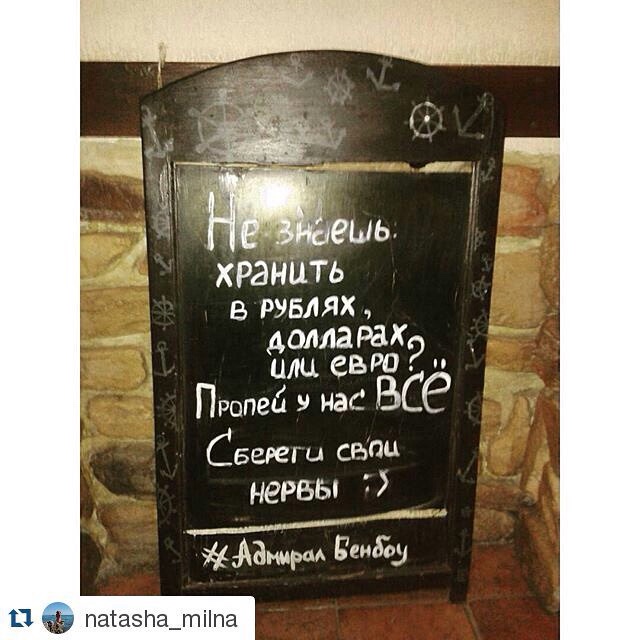 Не знаешь:
хранить
в рублях,
долларах
или евро?
Пропей у нас ВСЁ
Сбереги свои
нервы :)
#Адмирал Бенбоу
natasha_milna